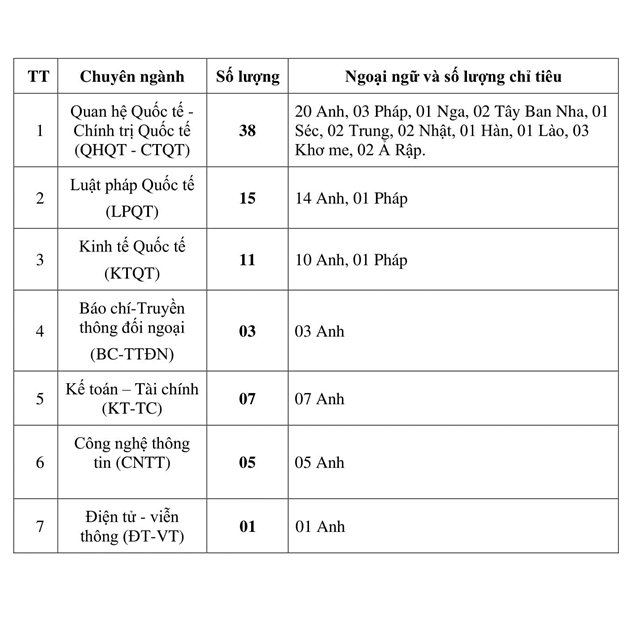 TT Chuyên ngành Số lượng Ngoại ngữ và số lượng chỉ tiêu
1
Quan hệ Quốc tế -
Chính trị Quốc tế
(QHQT - CTQT)
38
20 Anh, 03 Pháp, 01 Nga, 02 Tây Ban Nha, 01
Séc, 02 Trung, 02 Nhật, 01 Hàn, 01 Lào, 03
Khơ me, 02 Ả Rập.
2
Luật pháp Quốc tế
(LPQT)
15
14 Anh, 01 Pháp
3
Kinh tế Quốc tế
(KTQT)
11
10 Anh, 01 Pháp
4
Báo chí-Truyền
thông đối ngoại
(BC-TTĐN)
03
03 Anh
5
Kế toán – Tài chính
(KT-TC)
07
07 Anh
6
Công nghệ thông
tin (CNTT)
05
05 Anh
7
Điện tử - viễn
thông (ĐT-VT)
01
01 Anh